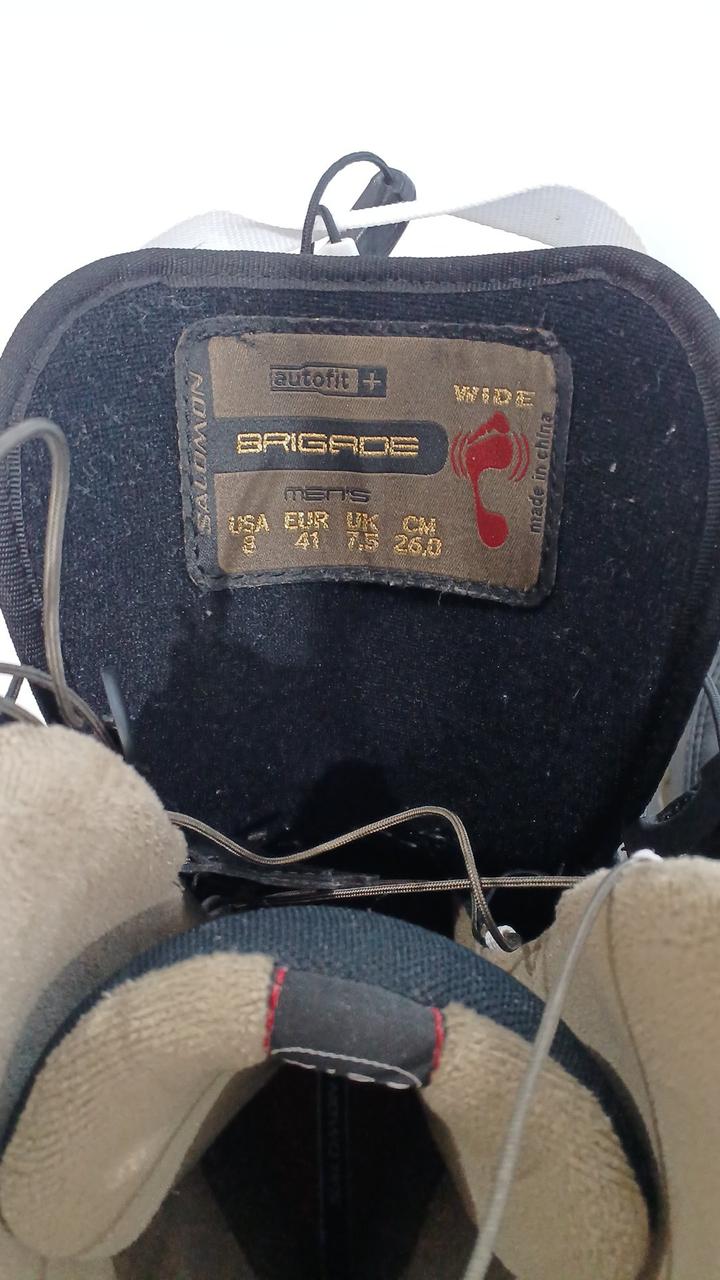 SALOMON
autofit +
WIDE
BRIGADE
MEN'S
USA EUR UK CM
8 41 7.5 26.0
made in china